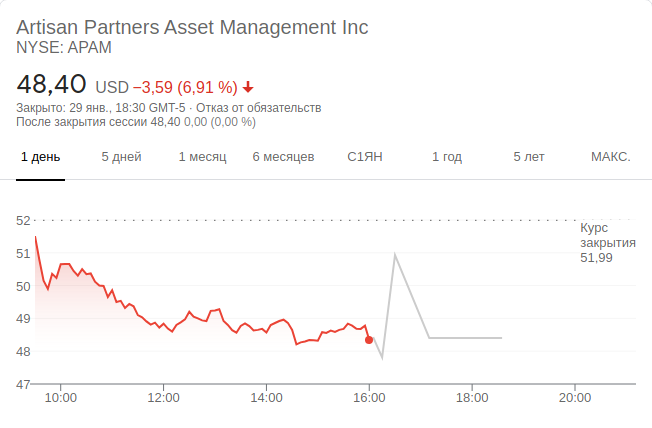 Artisan Partners Asset Management Inc
NYSE: APAM
48,40 USD −3,59 (6,91 %)
Закрыто: 29 янв., 18:30 GMT-5 · Отказ от обязательств
После закрытия сессии 48,40 0,00 (0,00 %)
1 день 5 дней 1 месяц 6 месяцев С1ЯН 1 год 5 лет МАКС.
52
Курс
закрытия
51,99
51
50
49
48
47
10:00 12:00 14:00 16:00 18:00 20:00